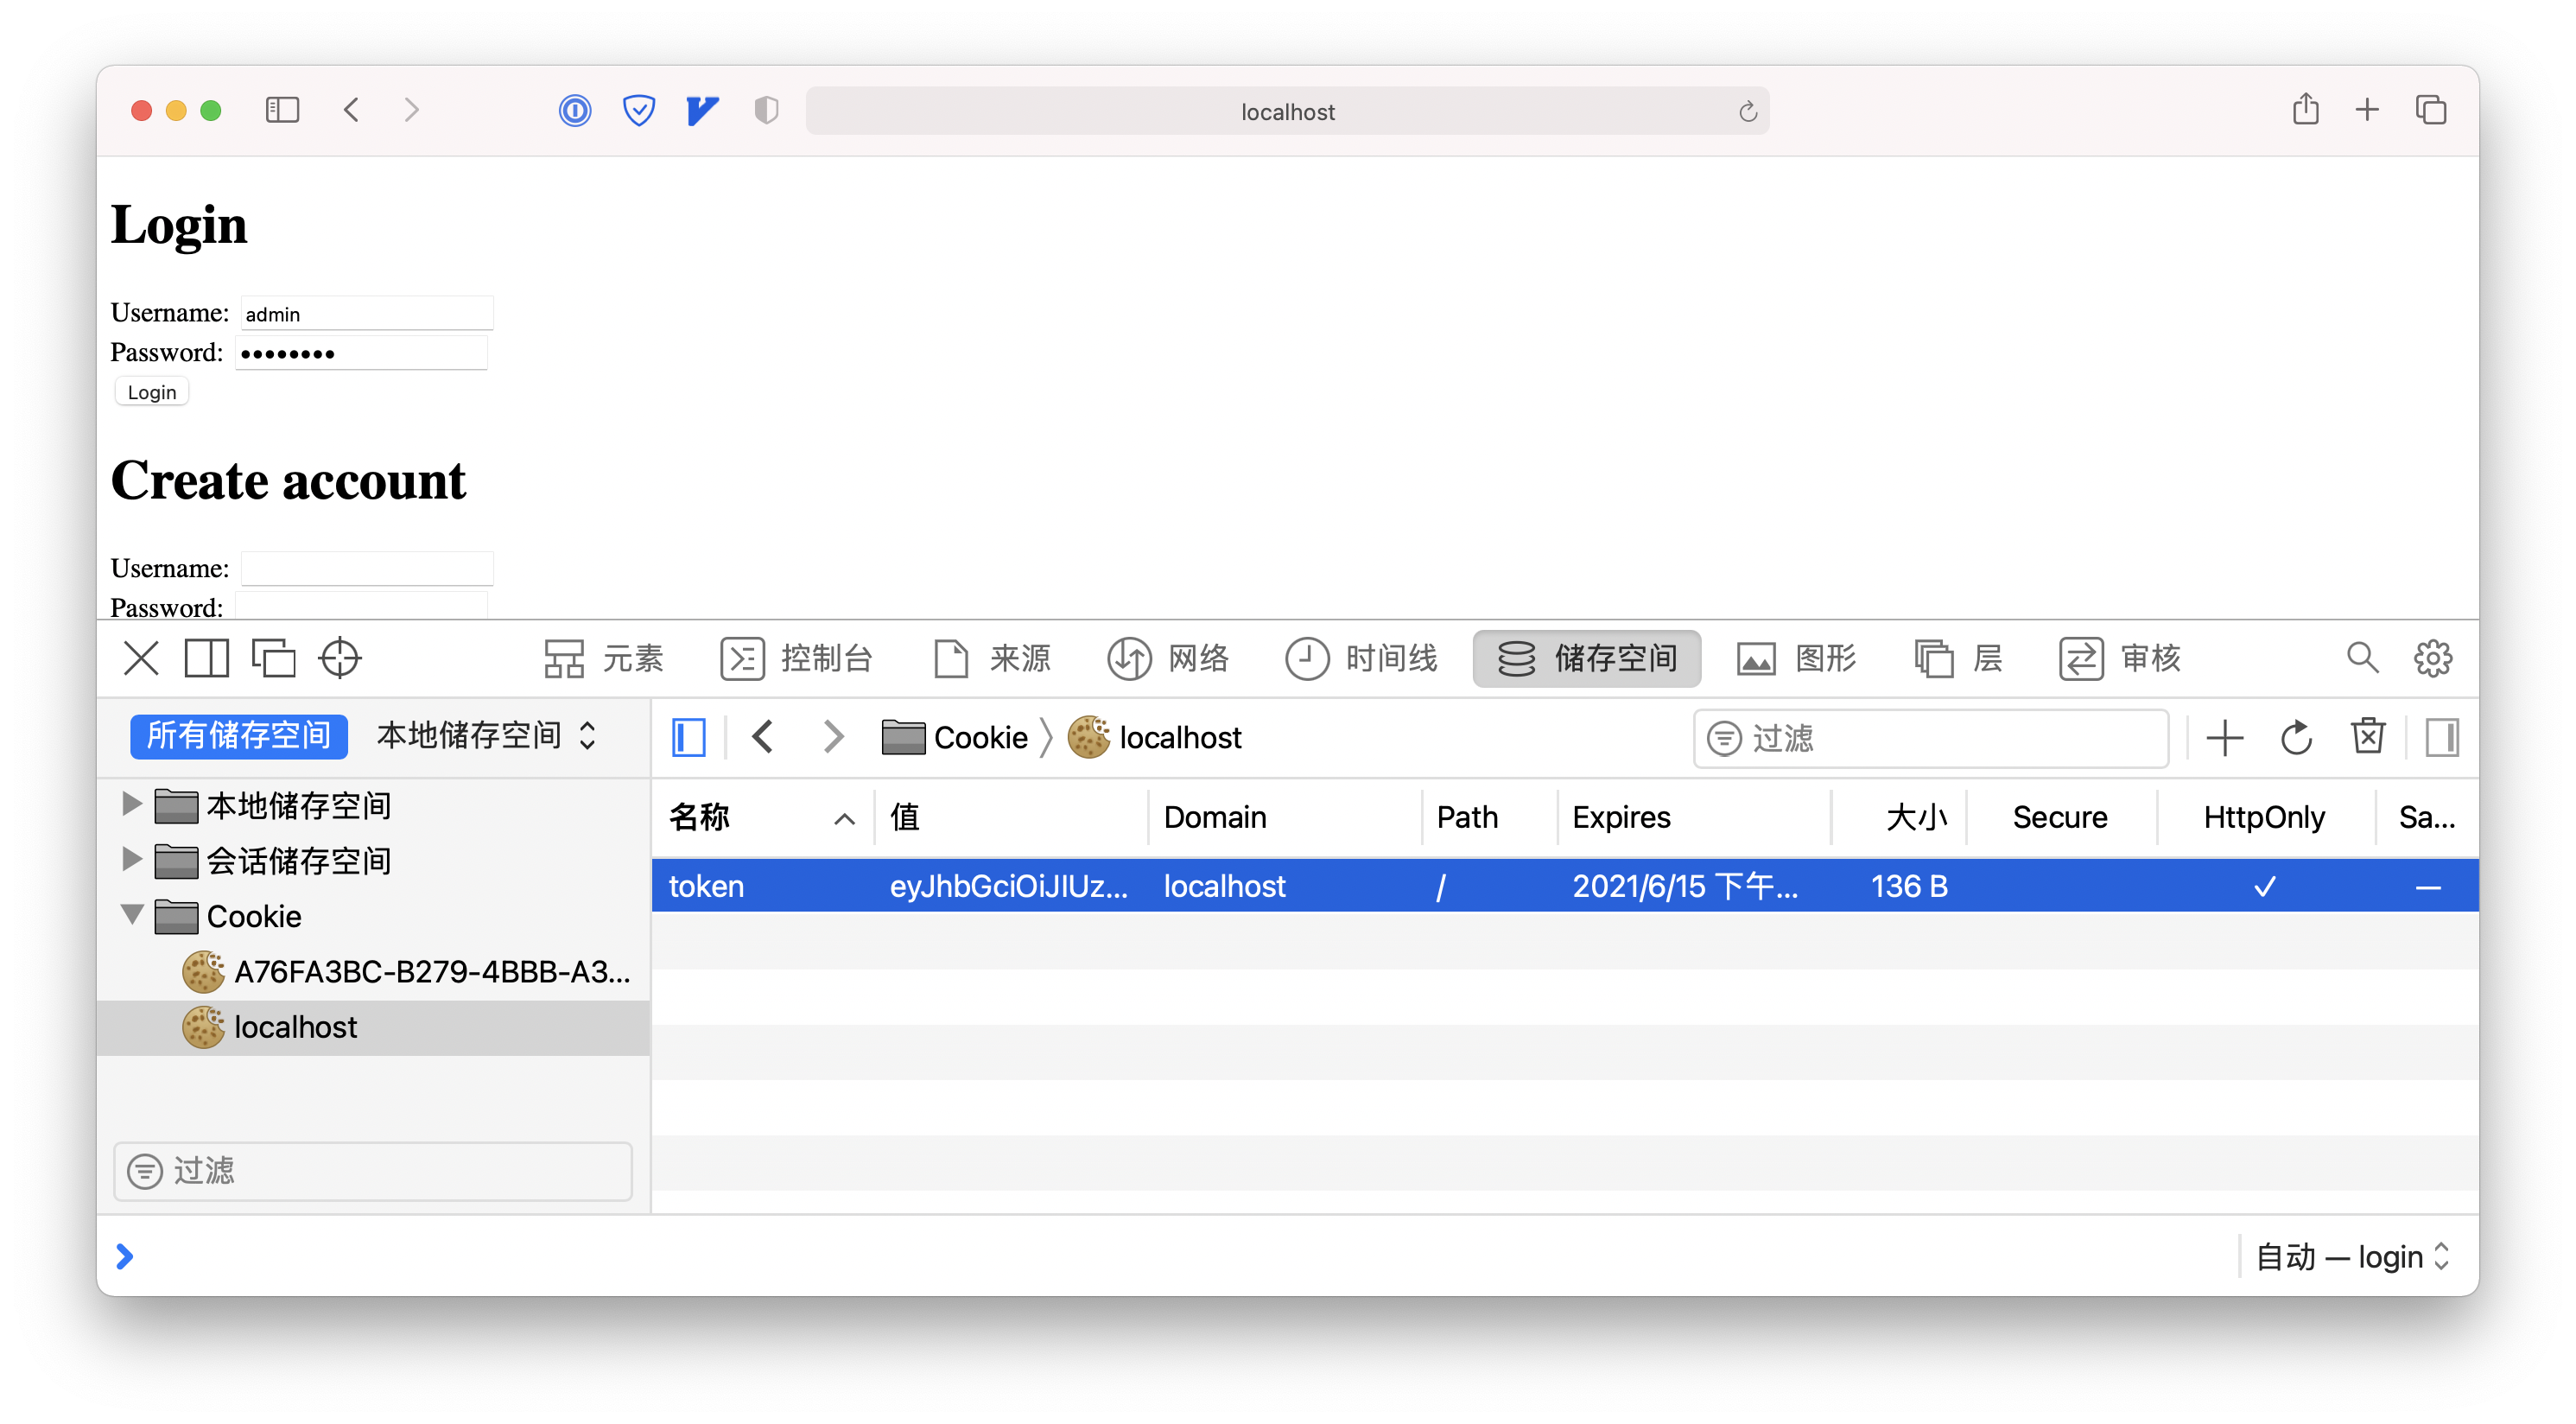 localhost
Login
Username: admin
Password: ••••••••
Login
Create account
Username:
Password:
元素 控制台 来源 网络 时间线 储存空间 图形 层 审核
所有储存空间 本地储存空间 Cookie localhost 过滤
本地储存空间
会话储存空间
Cookie
A76FA3BC-B279-4BBB-A3...
localhost
过滤
名称 值 Domain Path Expires 大小 Secure HttpOnly Sa...
token eyJhbGciOiJIUz... localhost / 2021/6/15 下午... 136 B ✓ —
自动 — login